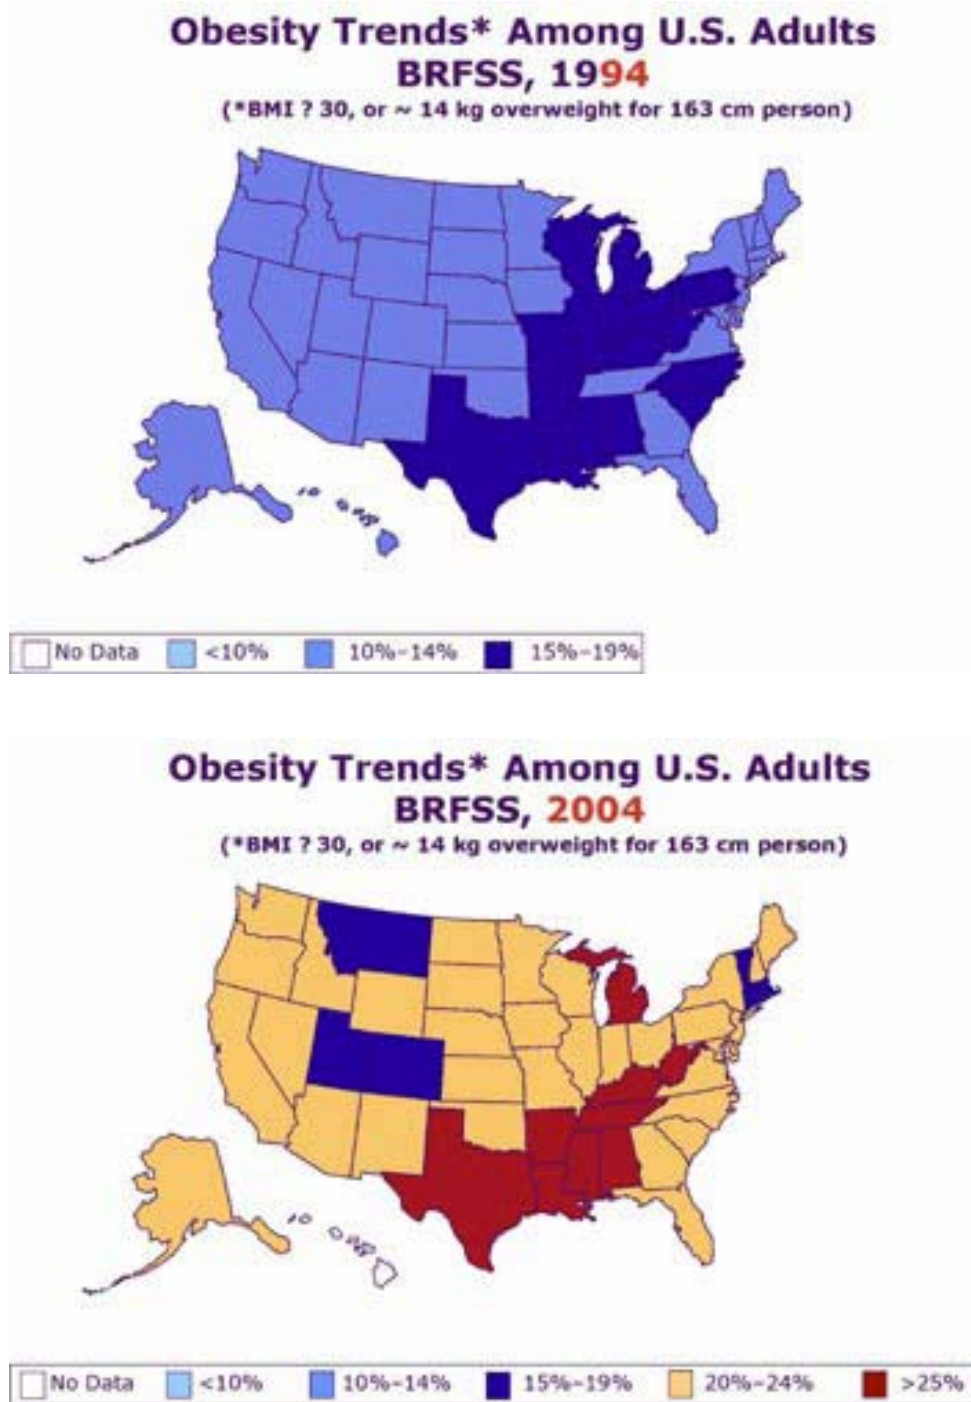 Obesity Trends* Among U.S. Adults
BRFSS, 1994
(*BMI ? 30, or ~ 14 kg overweight for 163 cm person)
No Data <10% 10%-14% 15%-19%
Obesity Trends* Among U.S. Adults
BRFSS, 2004
(*BMI ? 30, or ~ 14 kg overweight for 163 cm person)
No Data <10% 10%-14% 15%-19% 20%-24% >25%